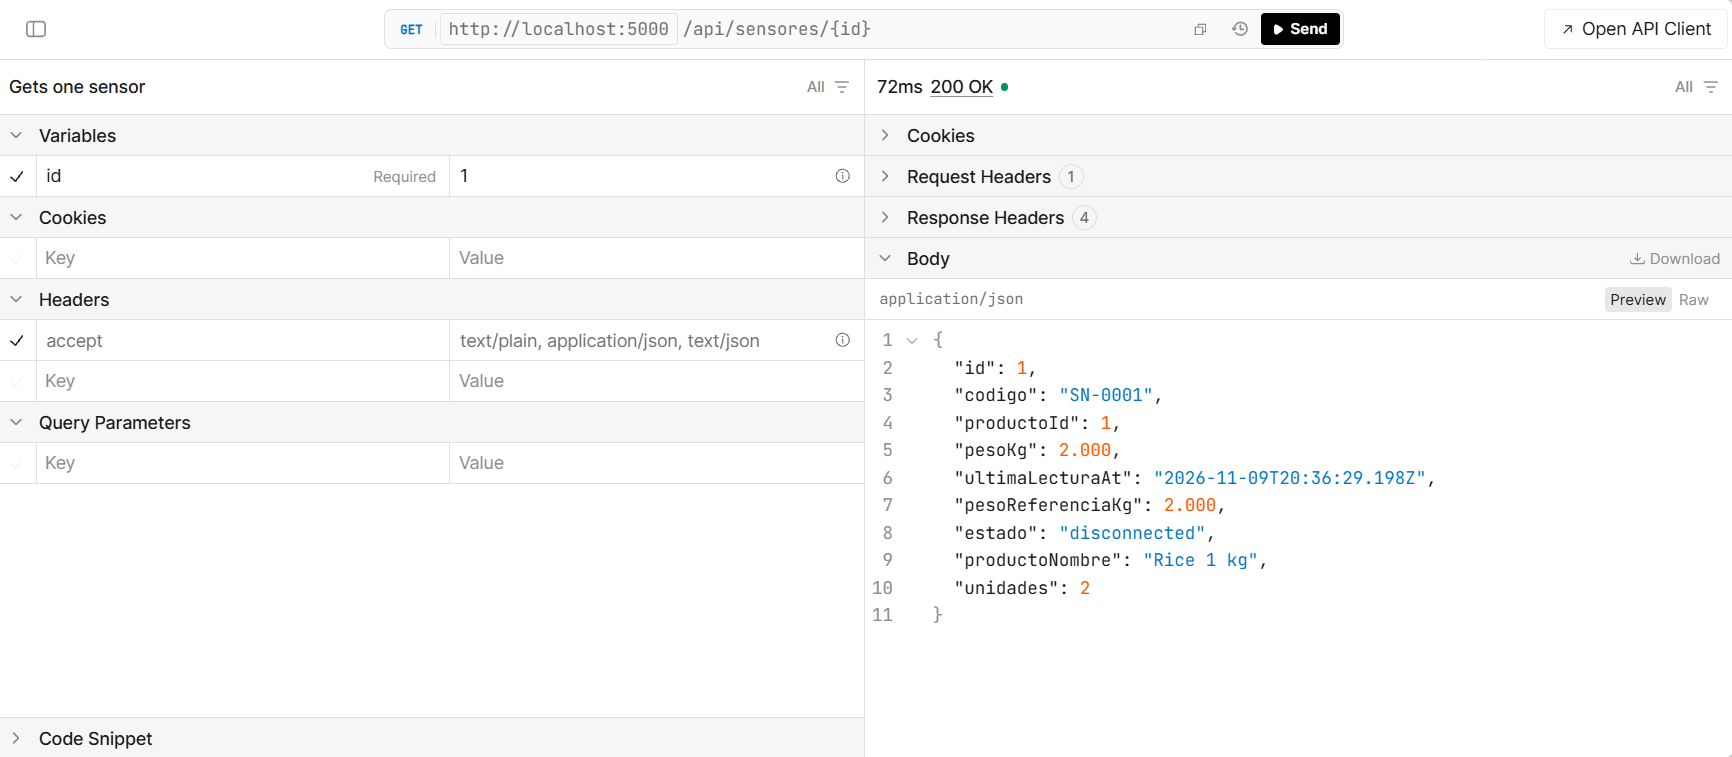 GET http://localhost:5000 /api/sensores/{id} Send Open API Client
Gets one sensor All
Variables
id Required 1
Cookies
Key Value
Headers
accept text/plain, application/json, text/json
Key Value
Query Parameters
Key Value
Code Snippet
72ms 200 OK All
Cookies
Request Headers 1
Response Headers 4
Body Download
application/json Preview Raw
1 {
2 "id": 1,
3 "codigo": "SN-0001",
4 "productoId": 1,
5 "pesoKg": 2.000,
6 "ultimaLecturaAt": "2026-11-09T20:36:29.198Z",
7 "pesoReferenciaKg": 2.000,
8 "estado": "disconnected",
9 "productoNombre": "Rice 1 kg",
10 "unidades": 2
11 }